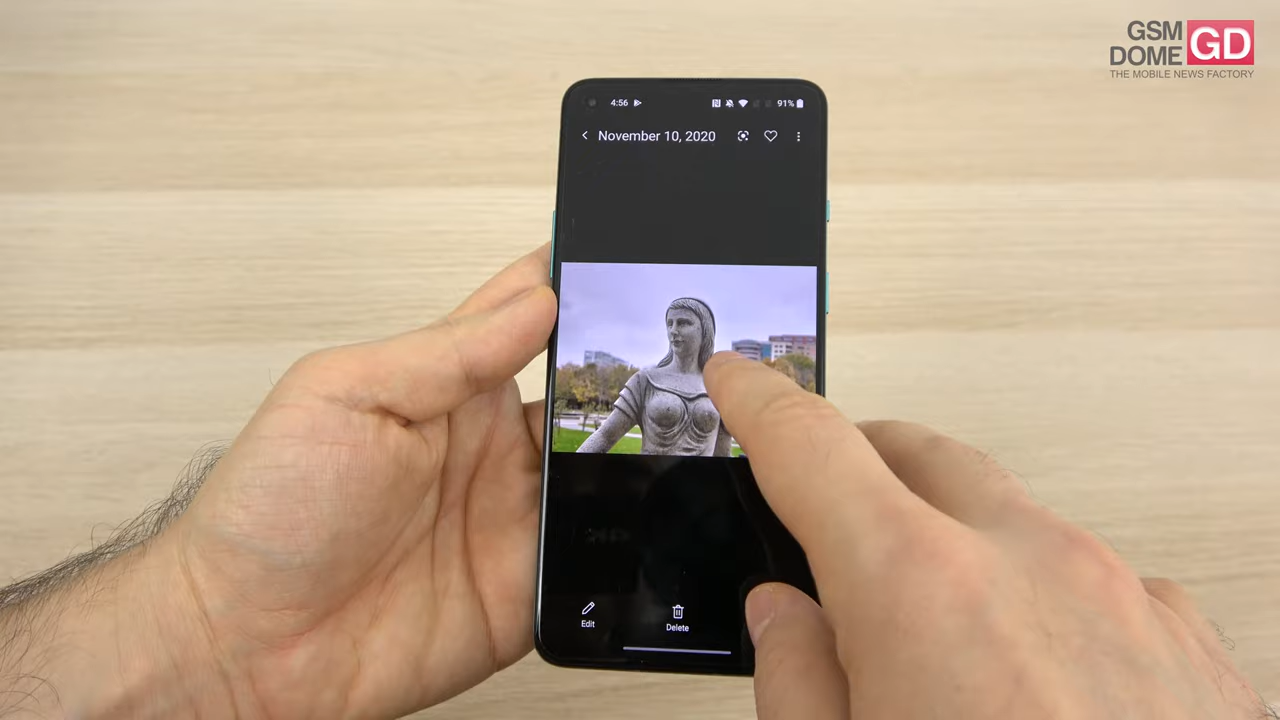 GSM
DOME GD
THE MOBILE NEWS FACTORY
4:56
91%
November 10, 2020
Edit
Delete